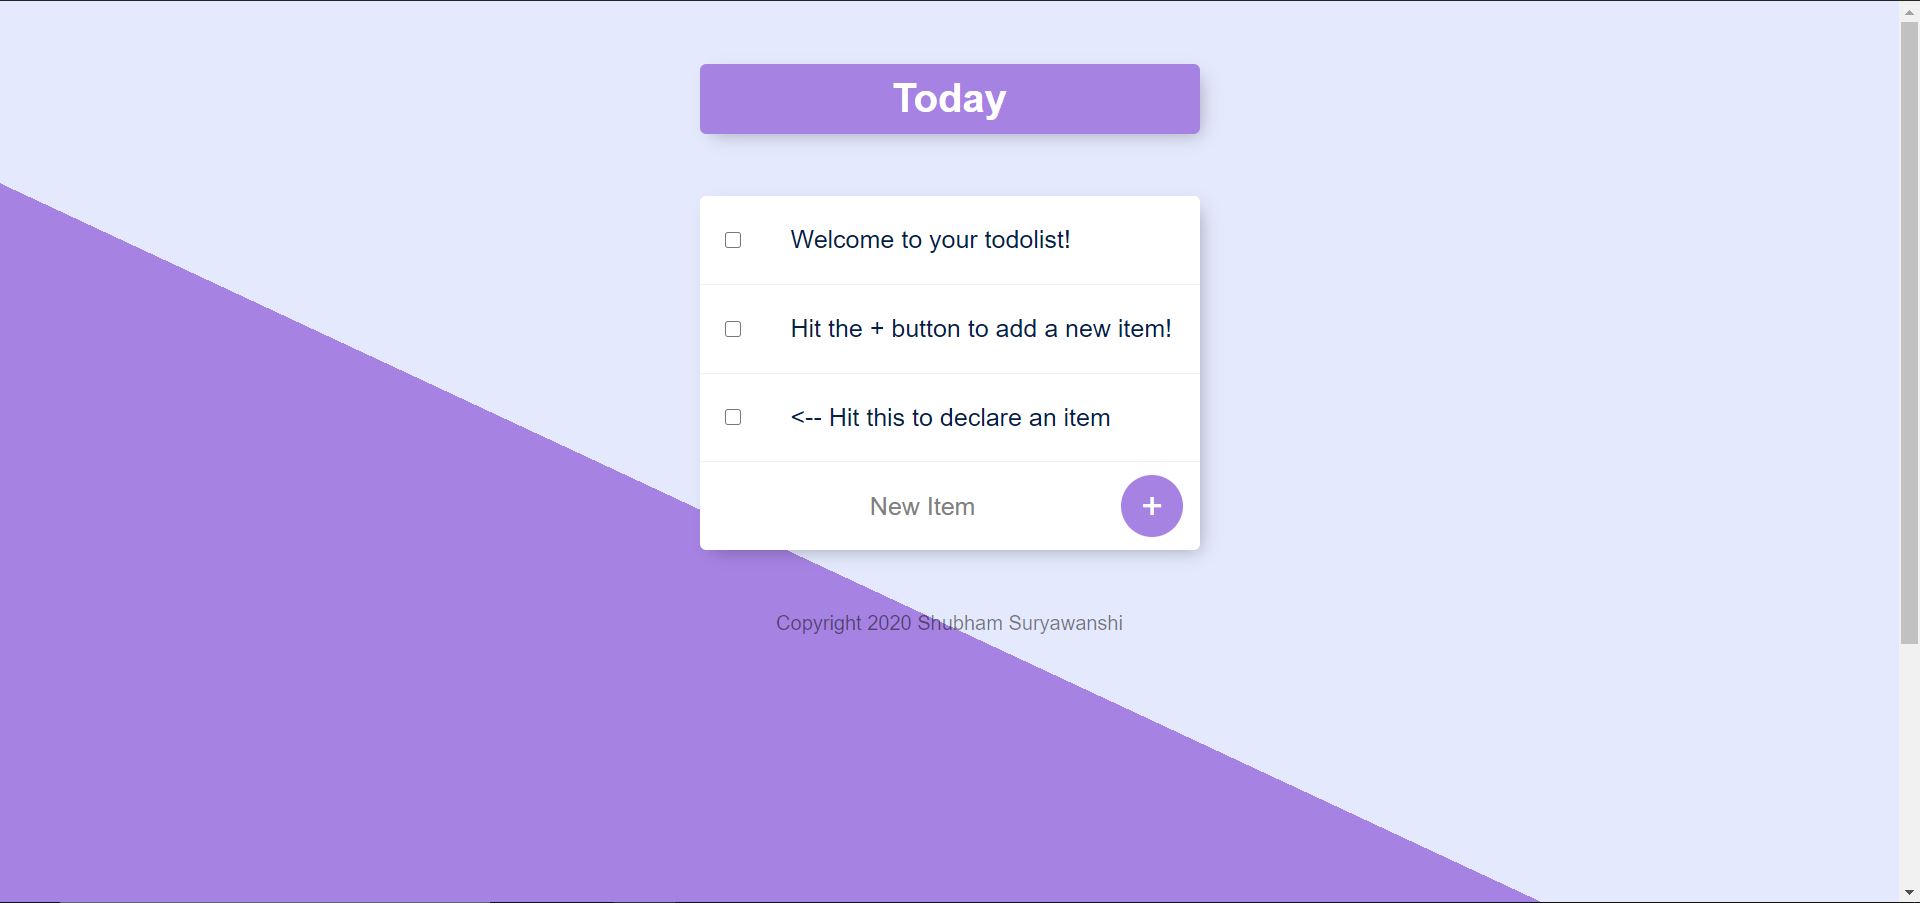 Today
Welcome to your todolist!
Hit the + button to add a new item!
<-- Hit this to declare an item
New Item
+
Copyright 2020 Shubham Suryawanshi